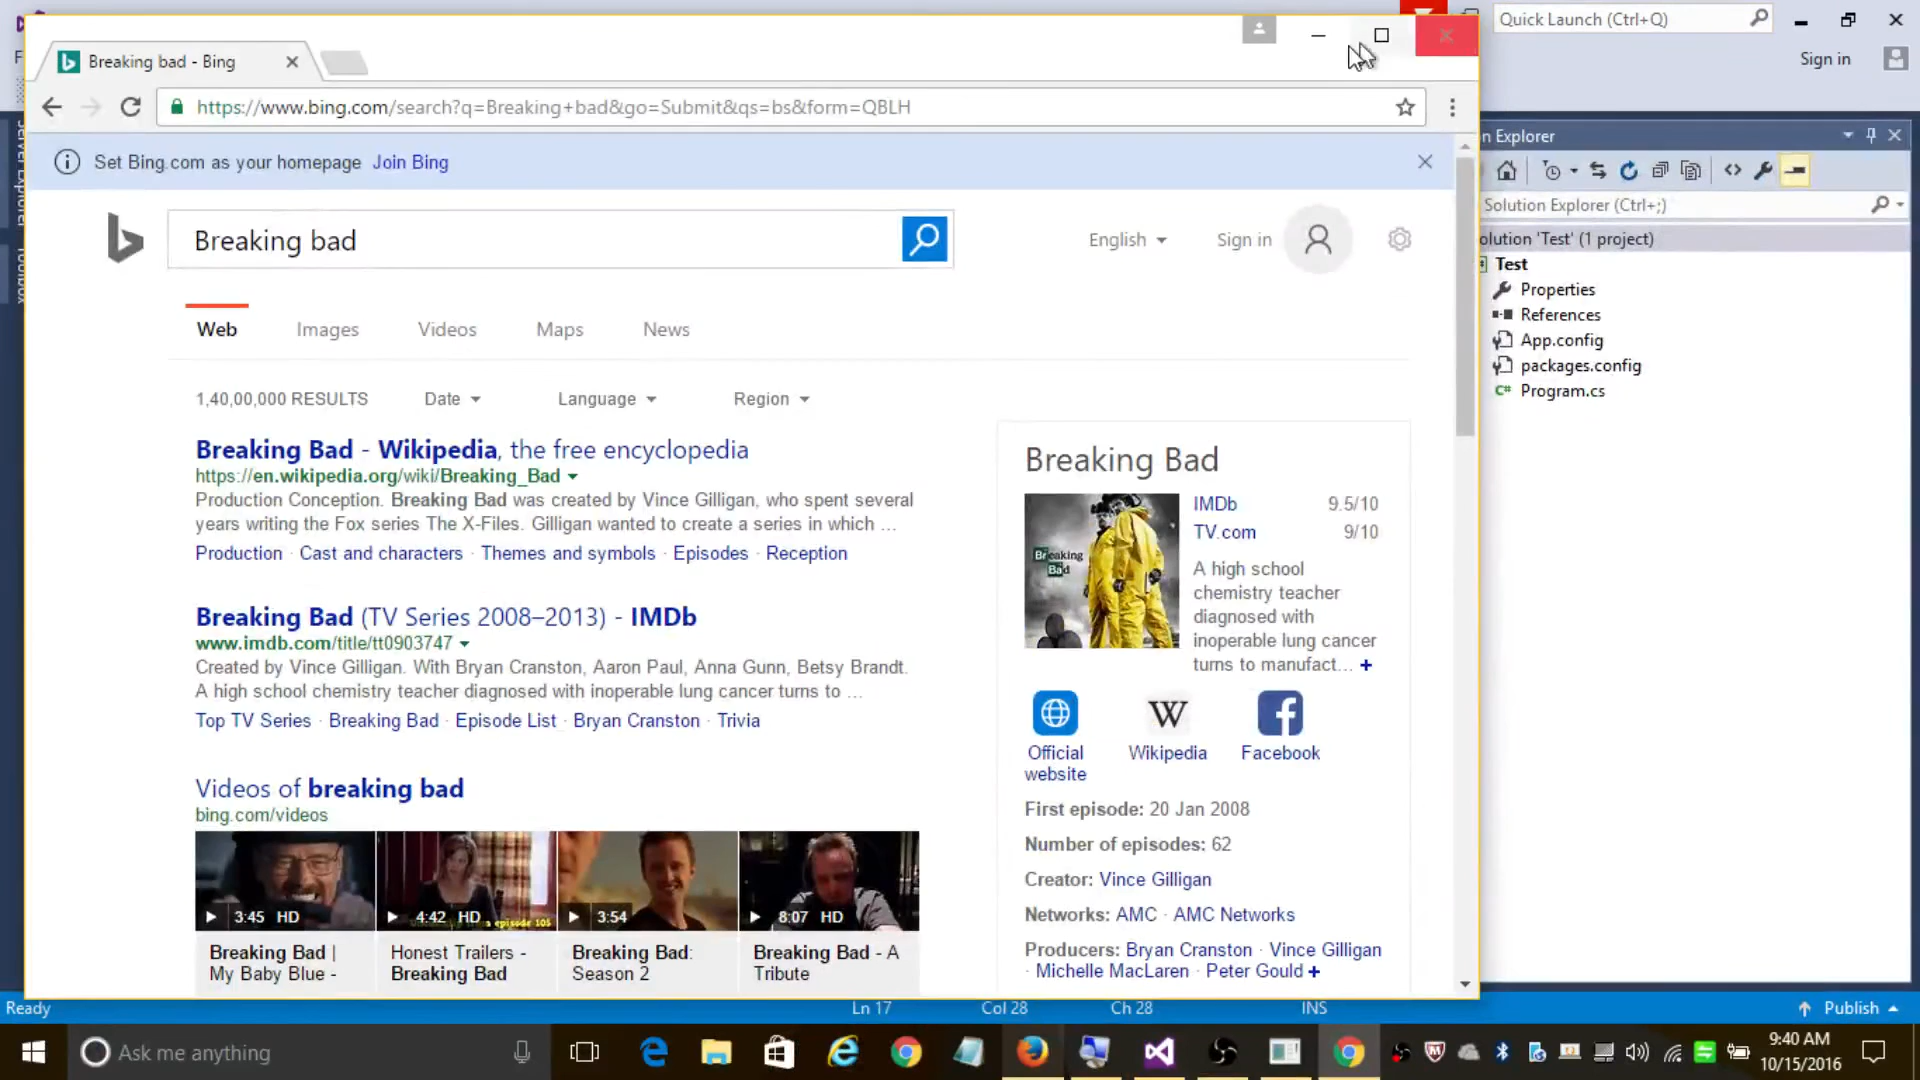 Quick Launch (Ctrl+Q)
Breaking bad - Bing
Sign in
https://www.bing.com/search?q=Breaking+bad&go=Submit&qs=bs&form=QBLH
Set Bing.com as your homepage Join Bing
Breaking bad
English
Sign in
Web Images Videos Maps News
1,40,00,000 RESULTS Date Language Region
Breaking Bad - Wikipedia, the free encyclopedia
https://en.wikipedia.org/wiki/Breaking_Bad
Production Conception. Breaking Bad was created by Vince Gilligan, who spent several
years writing the Fox series The X-Files. Gilligan wanted to create a series in which ...
Production · Cast and characters · Themes and symbols · Episodes · Reception
Breaking Bad (TV Series 2008–2013) - IMDb
www.imdb.com/title/tt0903747
Created by Vince Gilligan. With Bryan Cranston, Aaron Paul, Anna Gunn, Betsy Brandt.
A high school chemistry teacher diagnosed with inoperable lung cancer turns to ...
Top TV Series · Breaking Bad · Episode List · Bryan Cranston · Trivia
Videos of breaking bad
bing.com/videos
3:45 HD
4:42 HD
episode 105
3:54
8:07 HD
Breaking Bad |
My Baby Blue -
Honest Trailers -
Breaking Bad
Breaking Bad:
Season 2
Breaking Bad - A
Tribute
Breaking Bad
Breaking
Bad
IMDb 9.5/10
TV.com 9/10
A high school
chemistry teacher
diagnosed with
inoperable lung cancer
turns to manufact... +
W
Official
website
Wikipedia
Facebook
First episode: 20 Jan 2008
Number of episodes: 62
Creator: Vince Gilligan
Networks: AMC · AMC Networks
Producers: Bryan Cranston · Vince Gilligan
· Michelle MacLaren · Peter Gould +
n Explorer
Solution Explorer (Ctrl+;)
olution 'Test' (1 project)
Test
Properties
References
App.config
packages.config
C# Program.cs
Server Explorer
Toolbox
Ready
Ln 17
Col 28
Ch 28
INS
Publish
Ask me anything
9:40 AM
10/15/2016